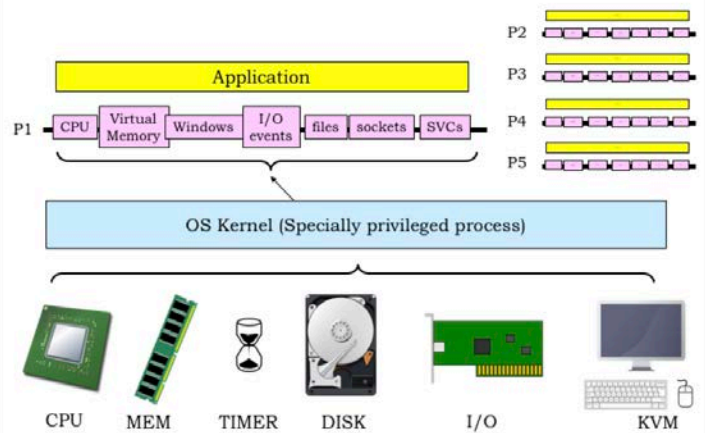 Application
P1
CPU
Virtual
Memory
Windows
I/O
events
files
sockets
SVCs
P2
P3
P4
P5
OS Kernel (Specially privileged process)
CPU
MEM
TIMER
DISK
I/O
KVM